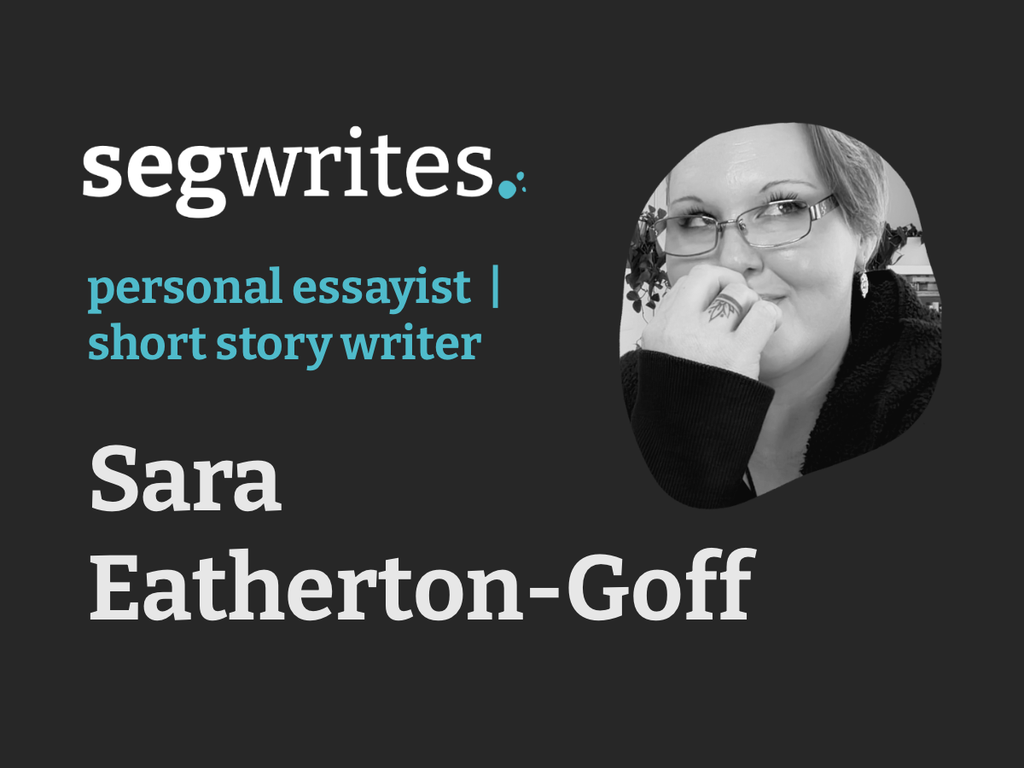 segwrites.
personal essayist |
short story writer
Sara
Eatherton-Goff